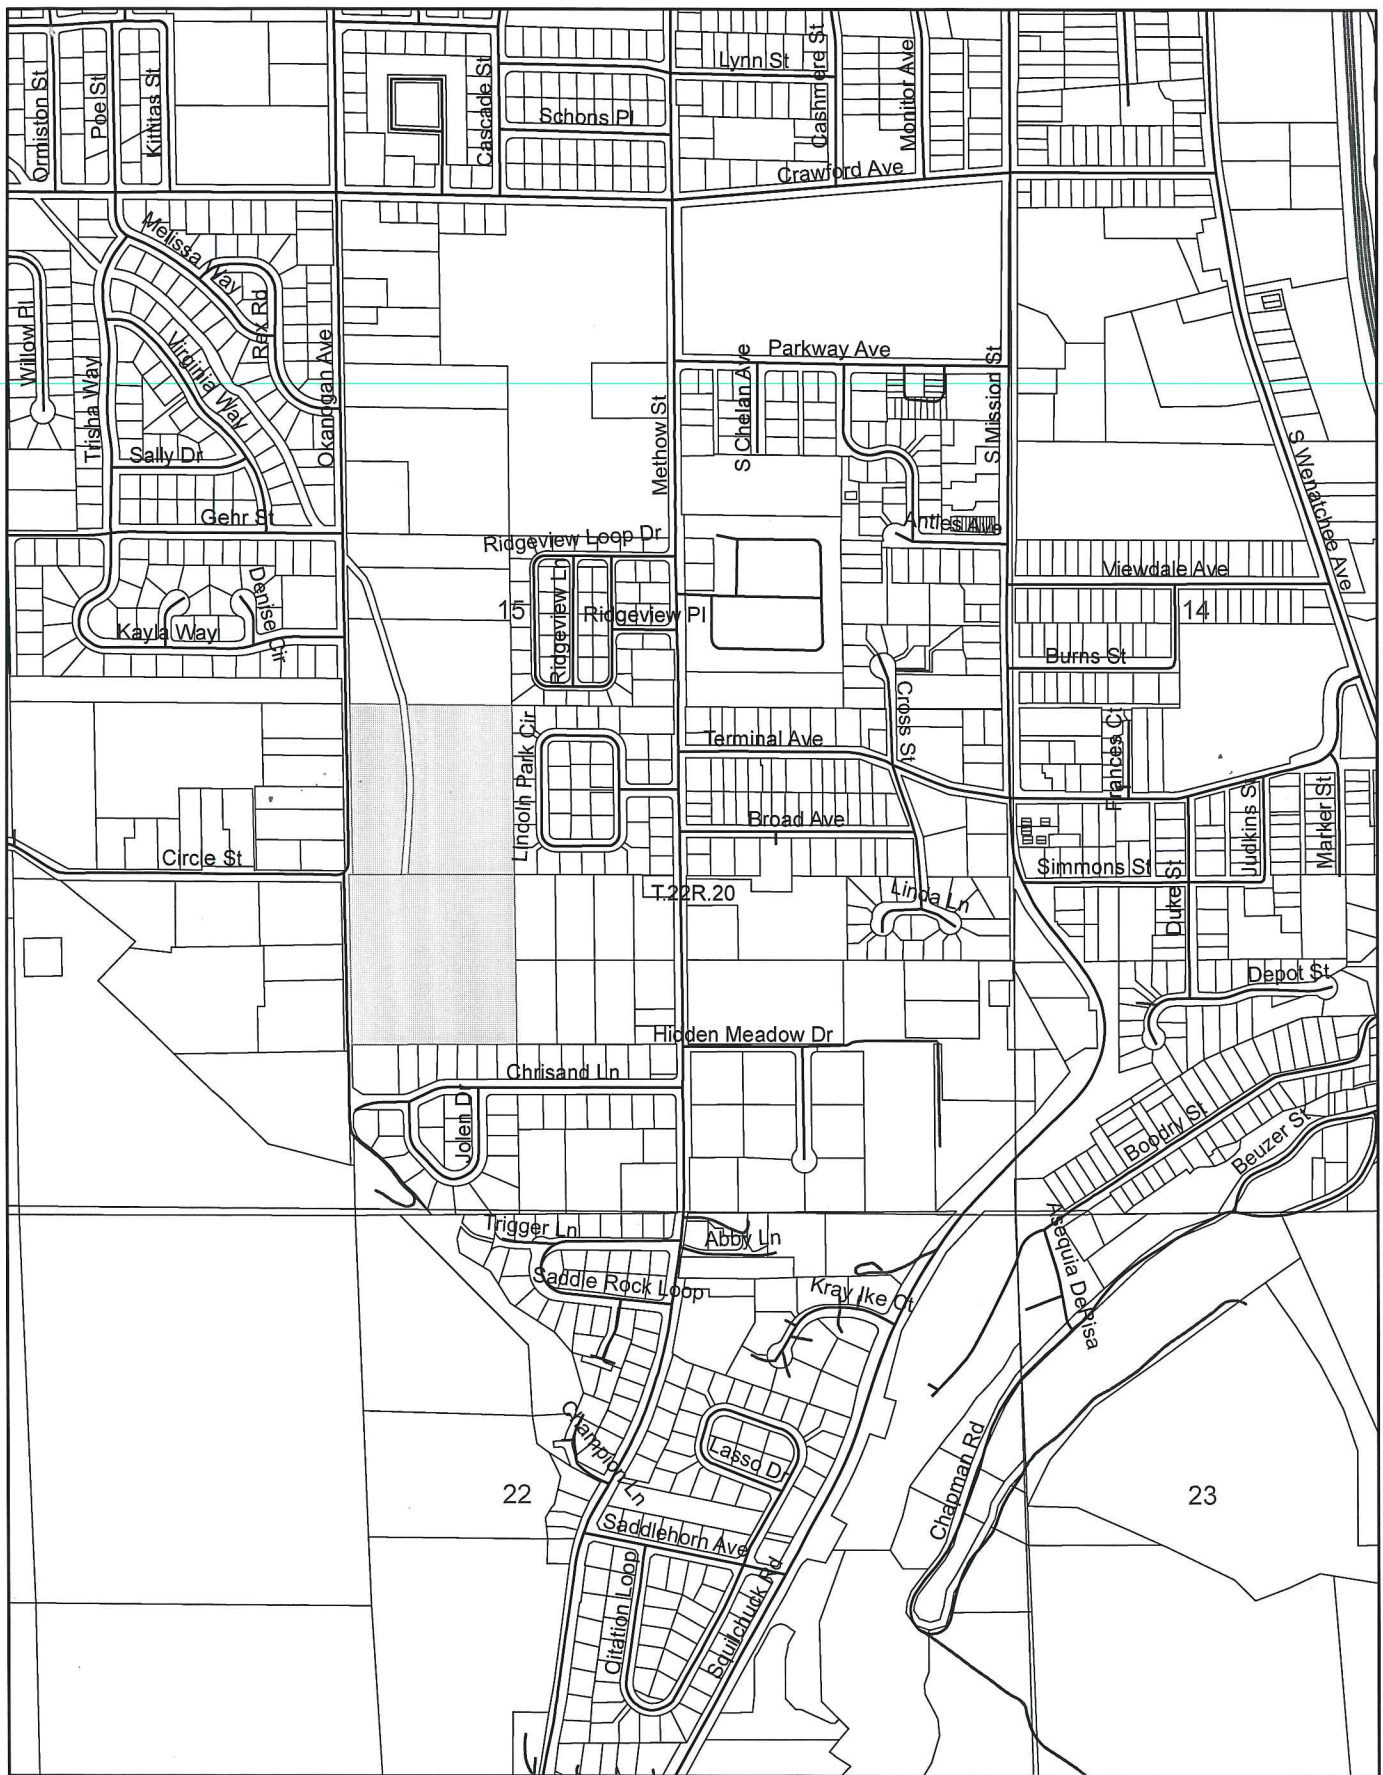 Ormiston St
Poe St
Kittitas St
Cascade St
Lynn St
Schons Pl
Cashmere St
Monitor Ave
Crawford Ave
Melissa Way
Rex Rd
Willow Pl
Trisha Way
Virginia Way
Okanogan Ave
Parkway Ave
S Chelan Ave
S Mission St
Methow St
S Wenatchee Ave
Sally Dr
Gehr St
Ridgeview Loop Dr
Antles Ave
Viewdale Ave
Denise Cir
Kayla Way
15
Ridgeview Ln
Ridgeview Pl
14
Burns St
Cross St
Frances Ct
Lincoln Park Cir
Terminal Ave
Broad Ave
Circle St
Simmons St
Judkins St
Marker St
Duke St
T.22R.20
Linda Ln
Depot St
Hidden Meadow Dr
Chrisand Ln
Jolen Dr
Boodry St
Beuzer St
Trigger Ln
Abby Ln
Asequia DePisa
Saddle Rock Loop
Kray Ike Ct
Champion Ln
Lasso Dr
Chapman Rd
22
23
Saddlehorn Ave
Citation Loop
Squilchuck Rd